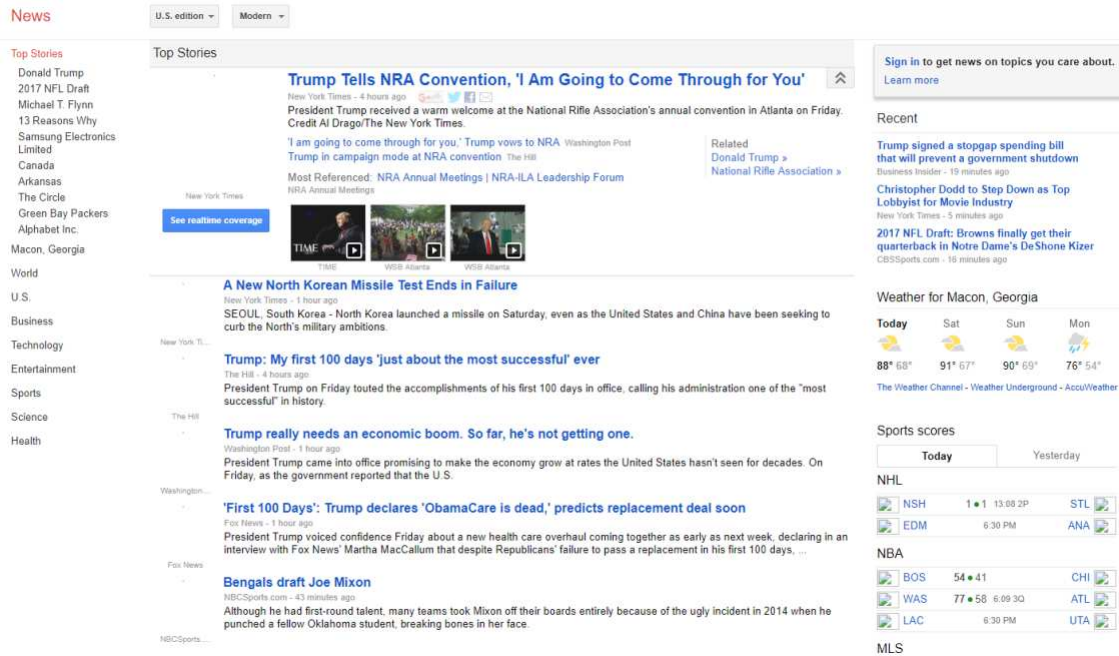 News
U.S. edition
Modern
Top Stories
Donald Trump
2017 NFL Draft
Michael T. Flynn
13 Reasons Why
Samsung Electronics
Limited
Canada
Arkansas
The Circle
Green Bay Packers
Alphabet Inc.
Macon, Georgia
World
U.S.
Business
Technology
Entertainment
Sports
Science
Health
Top Stories
New York Times
See realtime coverage
Trump Tells NRA Convention, 'I Am Going to Come Through for You'
New York Times - 4 hours ago
President Trump received a warm welcome at the National Rifle Association's annual convention in Atlanta on Friday.
Credit Al Drago/The New York Times.
'I am going to come through for you,' Trump vows to NRA Washington Post
Trump in campaign mode at NRA convention The Hill
Most Referenced: NRA Annual Meetings | NRA-ILA Leadership Forum
NRA Annual Meetings
Related
Donald Trump »
National Rifle Association »
TIME
TIME
WSB Atlanta
WSB Atlanta
A New North Korean Missile Test Ends in Failure
New York Times - 1 hour ago
SEOUL, South Korea - North Korea launched a missile on Saturday, even as the United States and China have been seeking to
curb the North's military ambitions.
New York Ti...
Trump: My first 100 days 'just about the most successful' ever
The Hill - 4 hours ago
President Trump on Friday touted the accomplishments of his first 100 days in office, calling his administration one of the "most
successful" in history.
The Hill
Trump really needs an economic boom. So far, he's not getting one.
Washington Post - 1 hour ago
President Trump came into office promising to make the economy grow at rates the United States hasn't seen for decades. On
Friday, as the government reported that the U.S.
Washington...
'First 100 Days': Trump declares 'ObamaCare is dead,' predicts replacement deal soon
Fox News - 1 hour ago
President Trump voiced confidence Friday about a new health care overhaul coming together as early as next week, declaring in an
interview with Fox News' Martha MacCallum that despite Republicans' failure to pass a replacement in his first 100 days, ...
Fox News
Bengals draft Joe Mixon
NBCSports.com - 43 minutes ago
Although he had first-round talent, many teams took Mixon off their boards entirely because of the ugly incident in 2014 when he
punched a fellow Oklahoma student, breaking bones in her face.
NBCSports....
Sign in to get news on topics you care about.
Learn more
Recent
Trump signed a stopgap spending bill
that will prevent a government shutdown
Business Insider - 19 minutes ago
Christopher Dodd to Step Down as Top
Lobbyist for Movie Industry
New York Times - 5 minutes ago
2017 NFL Draft: Browns finally get their
quarterback in Notre Dame's DeShone Kizer
CBSSports.com - 16 minutes ago
Weather for Macon, Georgia
Today Sat Sun Mon
88° 68° 91° 67° 90° 69° 76° 54°
The Weather Channel - Weather Underground - AccuWeather
Sports scores
Today Yesterday
NHL
NSH 1 ● 1 13:08 2P STL
EDM 6:30 PM ANA
NBA
BOS 54 ● 41 CHI
WAS 77 ● 58 6:09 3Q ATL
LAC 6:30 PM UTA
MLS